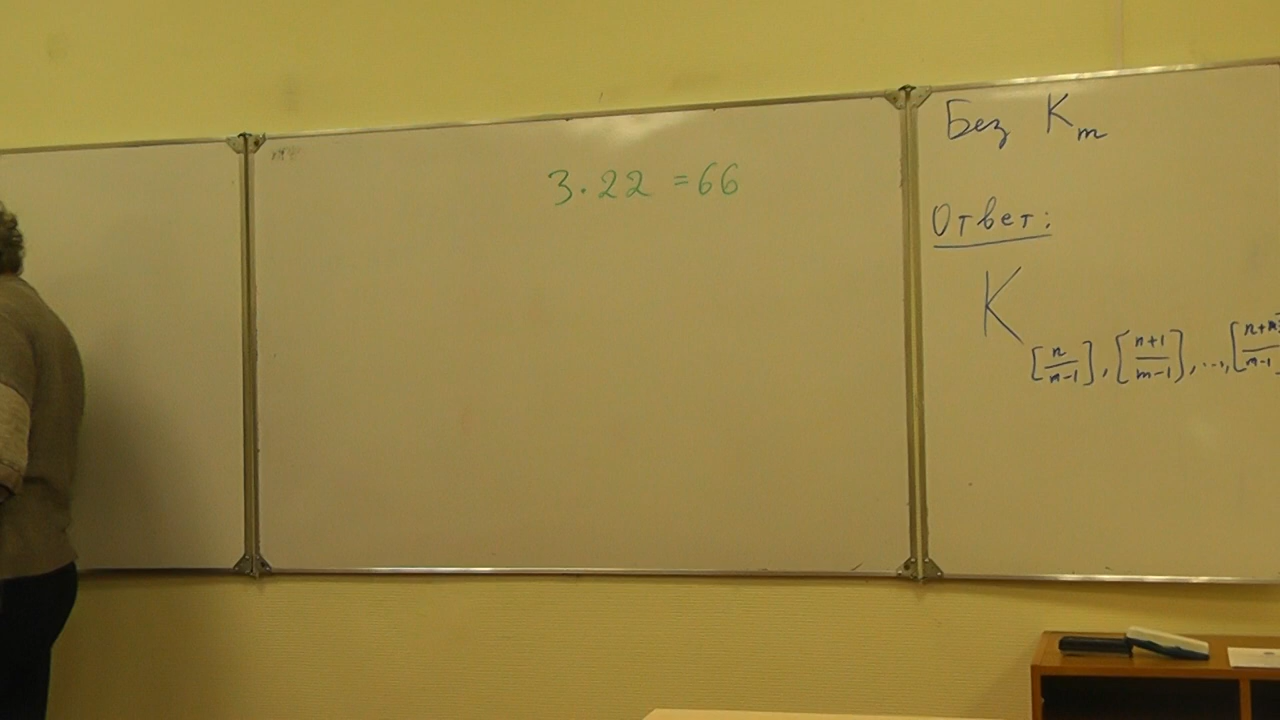 3 · 22 = 66
Без K_m
Ответ:
K_{[n/(m-1)], [(n+1)/(m-1)], ..., [(n+m